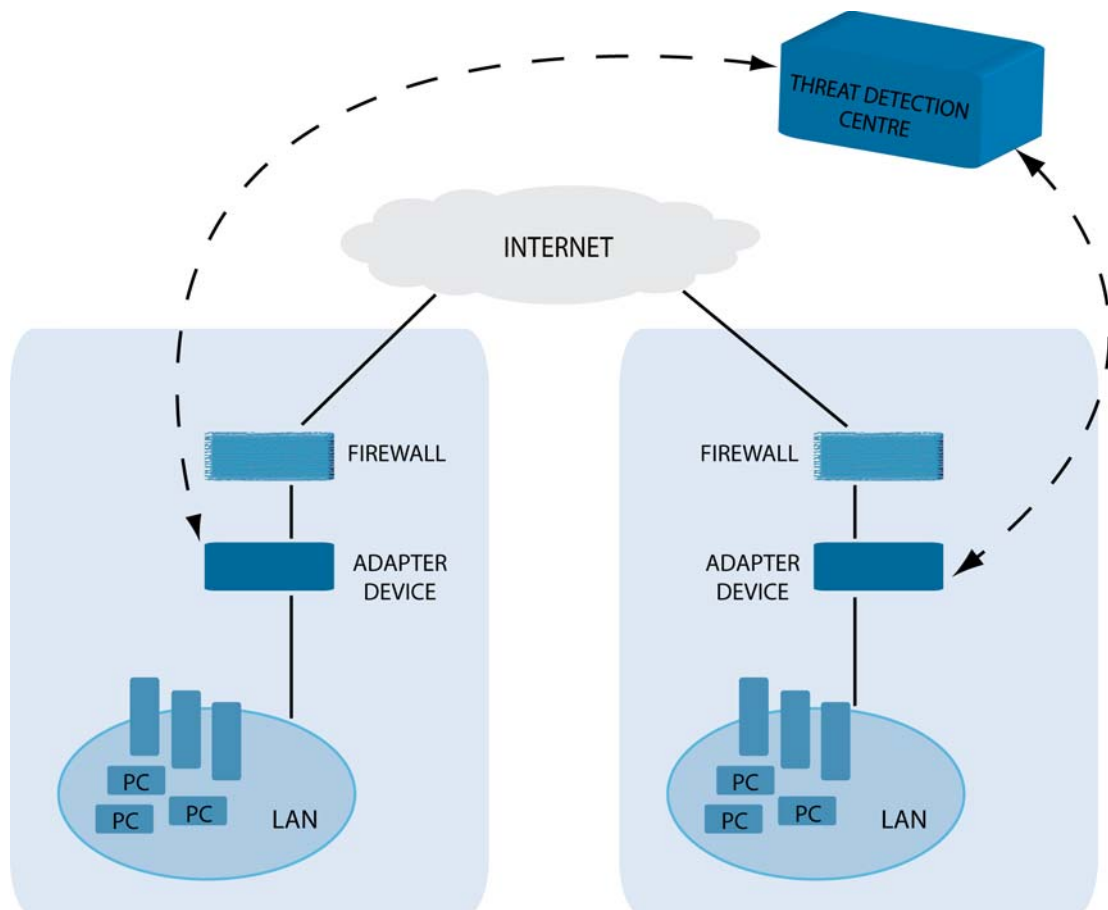 THREAT DETECTION
CENTRE
INTERNET
FIREWALL
ADAPTER
DEVICE
PC
PC
PC
LAN
FIREWALL
ADAPTER
DEVICE
PC
PC
PC
LAN